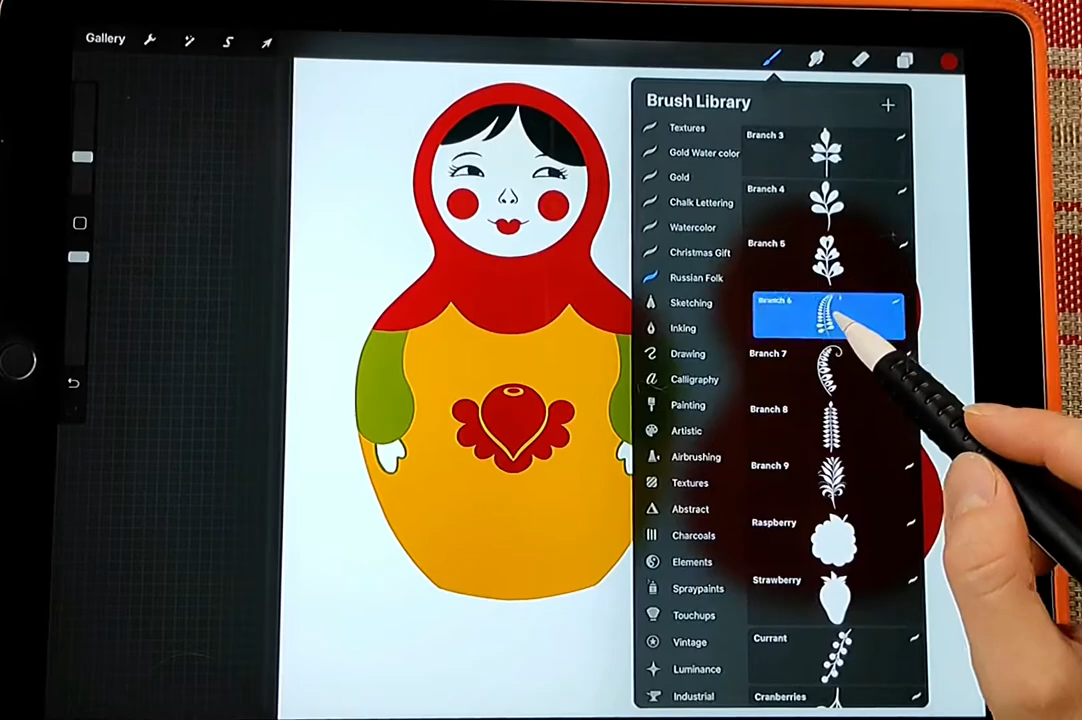 Gallery
Brush Library
Textures
Gold Water color
Gold
Chalk Lettering
Watercolor
Christmas Gift
Russian Folk
Sketching
Inking
Drawing
Calligraphy
Painting
Artistic
Airbrushing
Textures
Abstract
Charcoals
Elements
Spraypaints
Touchups
Vintage
Luminance
Industrial
Branch 3
Branch 4
Branch 5
Branch 6
Branch 7
Branch 8
Branch 9
Raspberry
Strawberry
Currant
Cranberries